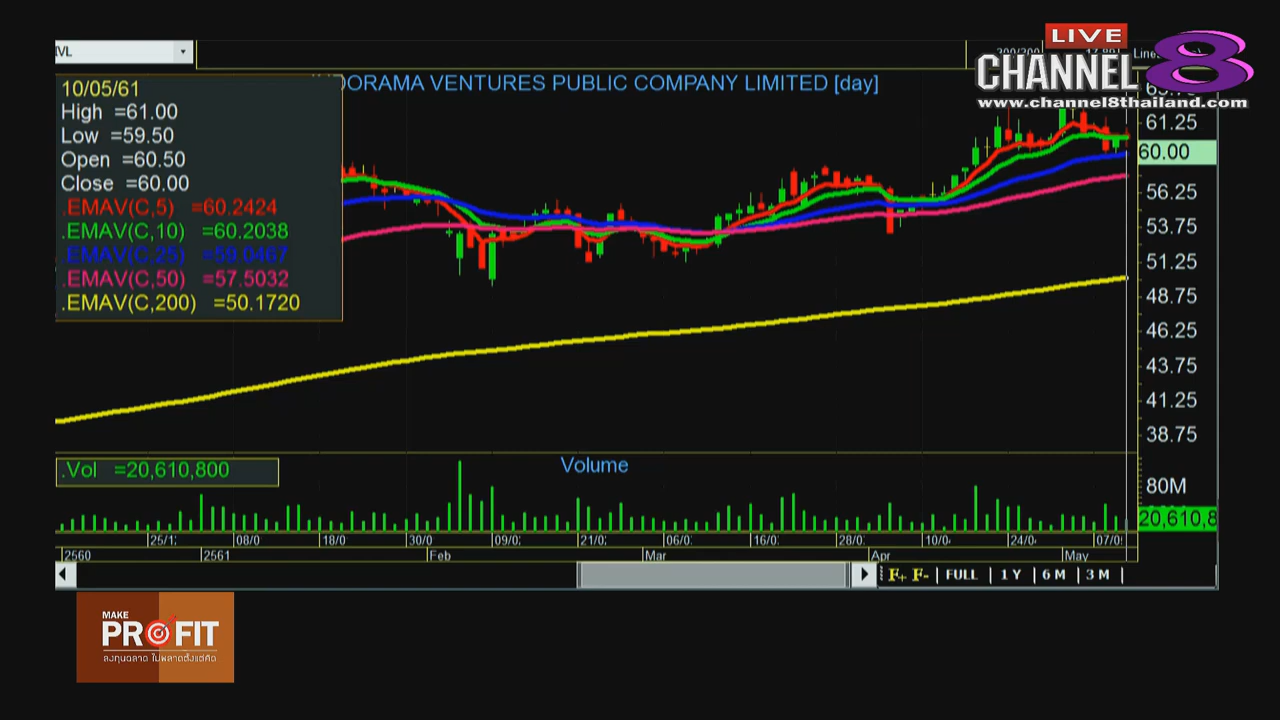 LIVE
CHANNEL 8
www.channel8thailand.com
IVL
DORAMA VENTURES PUBLIC COMPANY LIMITED [day]
10/05/61
High =61.00
Low =59.50
Open =60.50
Close =60.00
.EMAV(C,5) =60.2424
.EMAV(C,10) =60.2038
.EMAV(C,25) =59.0467
.EMAV(C,50) =57.5032
.EMAV(C,200) =50.1720
61.25
60.00
56.25
53.75
51.25
48.75
46.25
43.75
41.25
38.75
.Vol =20,610,800
Volume
80M
20,610,8
25/1; 08/0 18/0 30/0 09/0; 21/0; 06/0; 16/0; 28/0; 10/0 24/0 07/0
2560 2561 Feb Mar Apr May
F+ F- FULL 1 Y 6 M 3 M
MAKE
PROFIT
ลงทุนฉลาด ไม่พลาดตั้งแต่คิด